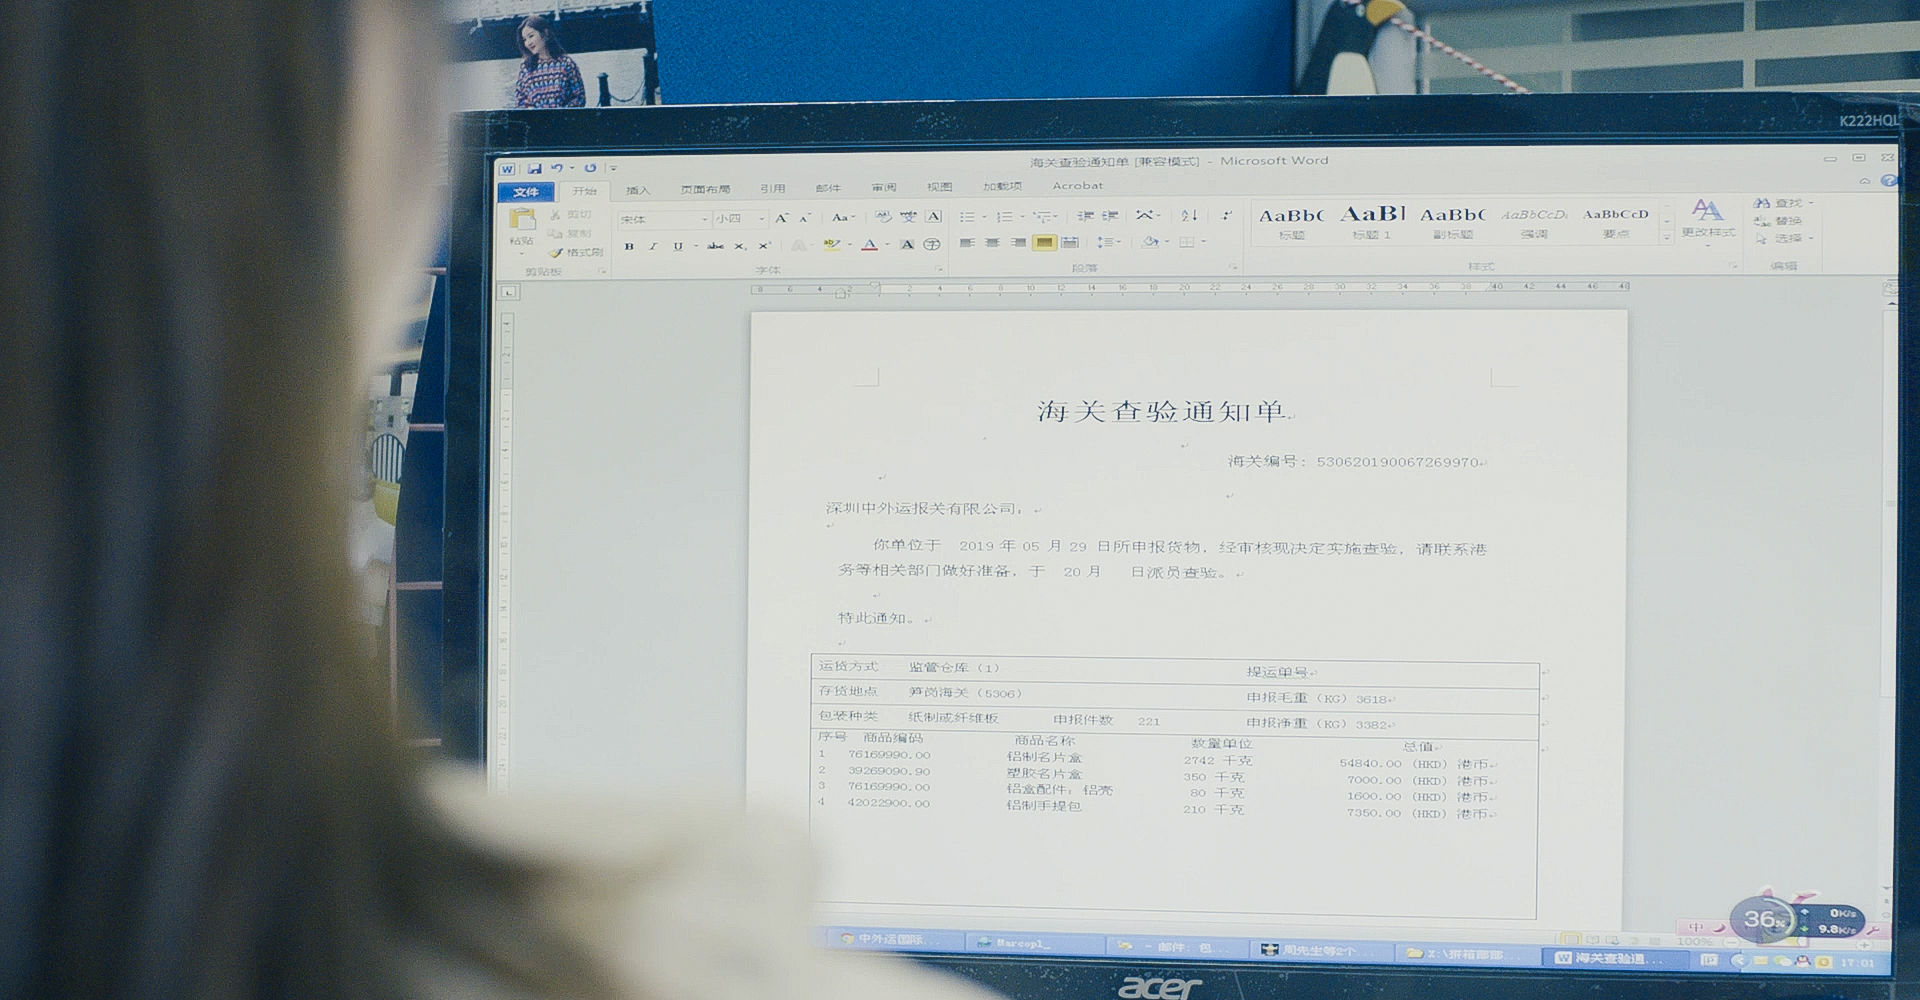 K222HQL
海关查验通知单 [兼容模式] - Microsoft Word
文件 开始 插入 页面布局 引用 邮件 审阅 视图 加载项 Acrobat
剪切 宋体 小四 查找
复制 替换
粘贴 格式刷 AaBbC AaBl AaBbC AaBbCcDc AaBbCcD 更改样式 选择
标题 标题 1 副标题 强调 要点
剪贴板 字体 段落 样式 编辑
海关查验通知单
海关编号: 530620190067269970
深圳中外运报关有限公司:
你单位于 2019 年 05 月 29 日所申报货物, 经审核现决定实施查验, 请联系港
务等相关部门做好准备, 于 20 月 日派员查验。
特此通知。
运货方式 监管仓库 (1) 提运单号
存货地点 笋岗海关 (5306) 申报毛重 (KG) 3618
包装种类 纸制或纤维板 申报件数 221 申报净重 (KG) 3382
序号 商品编码 商品名称 数量单位 总值
1 76169990.00 铝制名片盒 2742 千克 54840.00 (HKD) 港币
2 39269090.90 塑胶名片盒 350 千克 7000.00 (HKD) 港币
3 76169990.00 铝盒配件: 铝壳 80 千克 1600.00 (HKD) 港币
4 42022900.00 铝制手提包 210 千克 7350.00 (HKD) 港币
36% 0K/s
9.8K/s
中
100%
中外运国际... Marcopl_ - 邮件: 包... 周先生等2个... 海关查验通... 17:01
acer